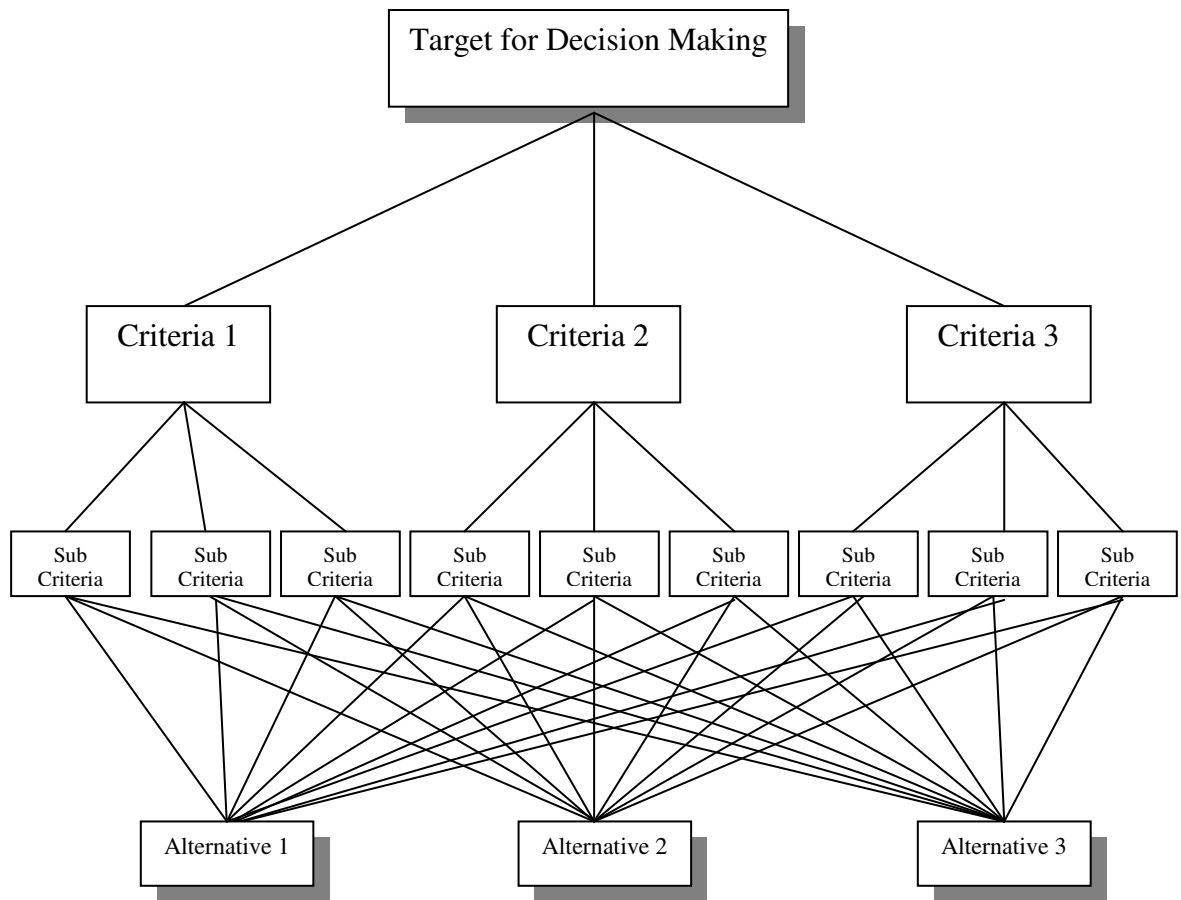 Target for Decision Making
Criteria 1
Criteria 2
Criteria 3
Sub
Criteria
Sub
Criteria
Sub
Criteria
Sub
Criteria
Sub
Criteria
Sub
Criteria
Sub
Criteria
Sub
Criteria
Sub
Criteria
Alternative 1
Alternative 2
Alternative 3